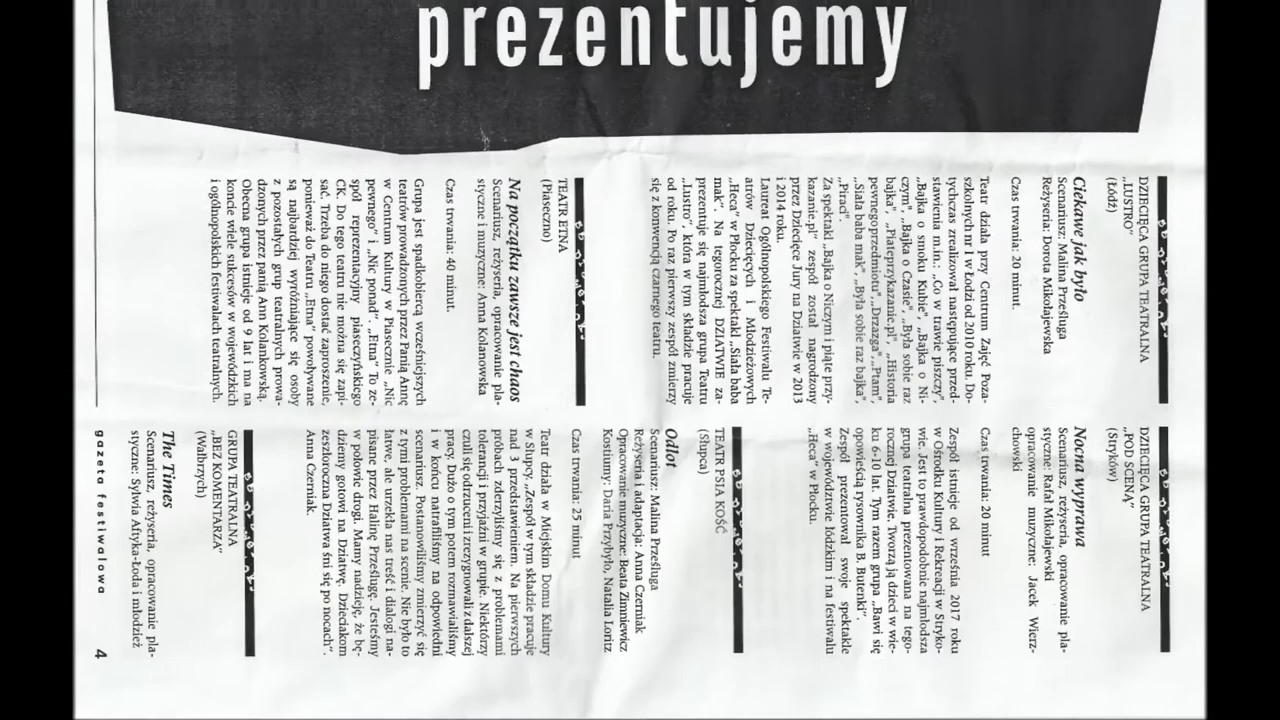 prezentujemy
DZIECIĘCA GRUPA TEATRALNA
„LUSTRO"
(Łódź)
Ciekawe jak było
Scenariusz: Malina Prześluga
Reżyseria: Dorota Mikołajewska
Czas trwania: 20 minut.
Teatr działa przy Centrum Zajęć Poza-
szkolnych nr 1 w Łodzi od 2010 roku. Do-
tychczas zrealizował następujące przed-
stawienia m.in.: „Co w trawie piszczy",
„Bajka o smoku Kubie", „Bajka o Ni-
czym", „Bajka o Czasie", „Była sobie raz
bajka", „Piąteprzykazanie.pl", „Historia
pewnego przedmiotu", „Drzazga", „Ptam",
„Siała baba mak", „Była sobie raz bajka",
„Pirad".
Za spektakl „Bajka o Niczym i piąte przy-
kazanie.pl" zespół został nagrodzony
przez Dziecięce Jury na Dziatwie w 2013
i 2014 roku.
Laureat Ogólnopolskiego Festiwalu Te-
atrów Dziecięcych i Młodzieżowych
„Heca" w Płocku za spektakl „Siała baba
mak". Na tegorocznej DZIATWIE za-
prezentuje się najmłodsza grupa Teatru
„Lustro", która w tym składzie pracuje
od roku. Po raz pierwszy zespół zmierzy
się z konwencją czarnego teatru.
TEATR ETNA
(Piaseczno)
Na początku zawsze jest chaos
Scenariusz, reżyseria, opracowanie pla-
styczne i muzyczne: Anna Kolanowska
Czas trwania: 40 minut.
Grupa jest spadkobiercą wcześniejszych
teatrów prowadzonych przez Panią Annę
w Centrum Kultury w Piasecznie „Nic
pewnego" i „Nic ponad". „Etna" To ze-
spół reprezentacyjny piaseczyńskiego
CK. Do tego teatru nie można się zapi-
sać. Trzeba do niego dostać zaproszenie,
ponieważ do Teatru „Etna" powoływane
są najbardziej wyróżniające się osoby
z pozostałych grup teatralnych prowa-
dzonych przez panią Ann Kolankowską.
Obecna grupa istnieje od 9 lat i ma na
koncie wiele sukcesów w wojewódzkich
i ogólnopolskich festiwalach teatralnych.
DZIECIĘCA GRUPA TEATRALNA
„POD SCENĄ"
(Stryków)
Nocna wyprawa
Scenariusz, reżyseria, opracowanie pla-
styczne: Rafał Mikołajewski
opracowanie muzyczne: Jacek Wierz-
chowski
Czas trwania: 20 minut
Zespół istnieje od września 2017 roku
w Ośrodku Kultury i Rekreacji w Stryko-
wie. Jest to prawdopodobnie najmłodsza
grupa teatralna prezentowana na tego-
rocznej Dziatwie. Tworzą ją dzieci w wie-
ku 6-10 lat. Tym razem grupa „Bawi się
opowieścią rysownika B. Butenki".
Zespół prezentował swoje spektakle
w województwie łódzkim i na festiwalu
„Heca" w Płocku.
TEATR PSIA KOŚĆ
(Słupca)
Odlot
Scenariusz: Malina Prześluga
Reżyseria i adaptacja: Anna Czerniak
Opracowanie muzyczne: Beata Zimniewicz
Kostiumy: Daria Przybyło, Natalia Loritz
Czas trwania: 25 minut
Teatr działa w Miejskim Domu Kultury
w Słupcy. „Zespół w tym składzie pracuje
nad 3 przedstawieniem. Na pierwszych
próbach zderzyliśmy się z problemami
tolerancji i przyjaźni w grupie. Niektórzy
czuli się odrzuceni i zrezygnowali z dalszej
pracy. Dużo o tym potem rozmawialiśmy
i w końcu natrafiliśmy na odpowiedni
scenariusz. Postanowiliśmy zmierzyć się
z tymi problemami na scenie. Nie było to
łatwe, ale urzekła nas treść i dialogi na-
pisane przez Halinę Prześlugę. Jesteśmy
w połowie drogi. Mamy nadzieję, że bę-
dziemy gotowi na Dziatwę. Dzieciakom
zeszłoroczna Dziatwa śni się po nocach".
Anna Czerniak.
GRUPA TEATRALNA
„BEZ KOMENTARZA"
(Wałbrzych)
The Times
Scenariusz, reżyseria, opracowanie pla-
styczne: Sylwia Aftyka-Łoda i młodzież
gazeta festiwalowa 4